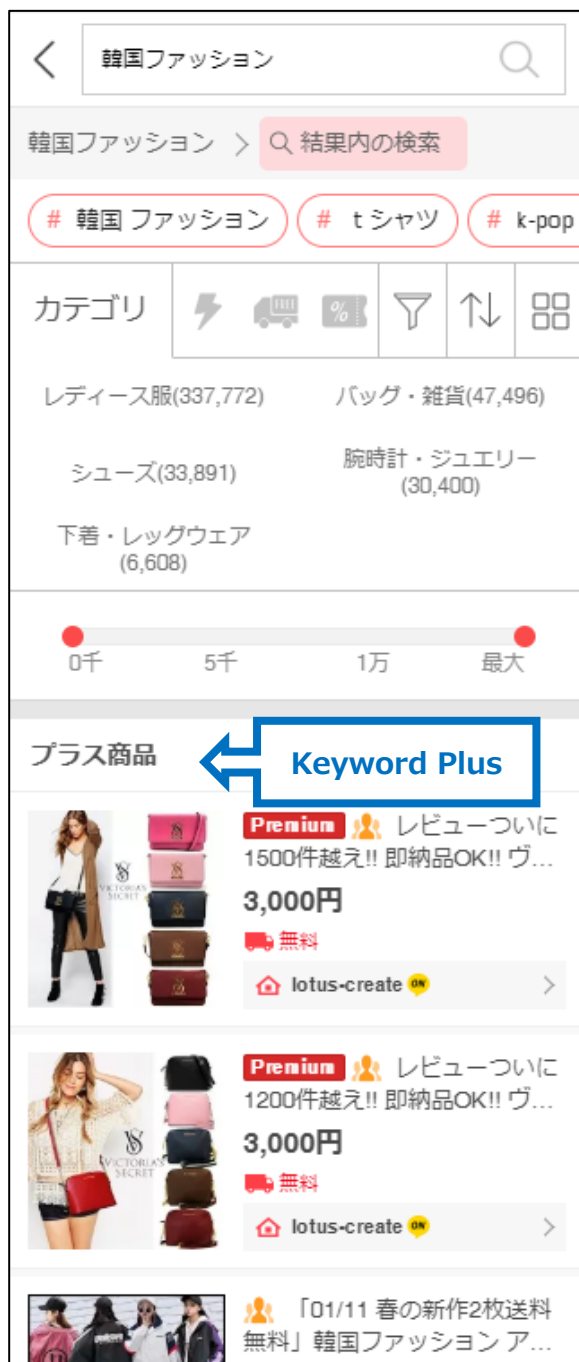 韓国ファッション
韓国ファッション > 結果内の検索
# 韓国 ファッション # tシャツ # k-pop
カテゴリ %
レディース服(337,772) バッグ・雑貨(47,496)
シューズ(33,891) 腕時計・ジュエリー
(30,400)
下着・レッグウェア
(6,608)
0千 5千 1万 最大
プラス商品 Keyword Plus
Premium レビューついに
1500件越え!! 即納品OK!! ヴ...
3,000円
無料
lotus-create ON >
VS
VICTORIA'S
SECRET
Premium レビューついに
1200件越え!! 即納品OK!! ヴ...
3,000円
無料
lotus-create ON >
VS
VICTORIA'S
SECRET
「01/11 春の新作2枚送料
無料」韓国ファッション ア...